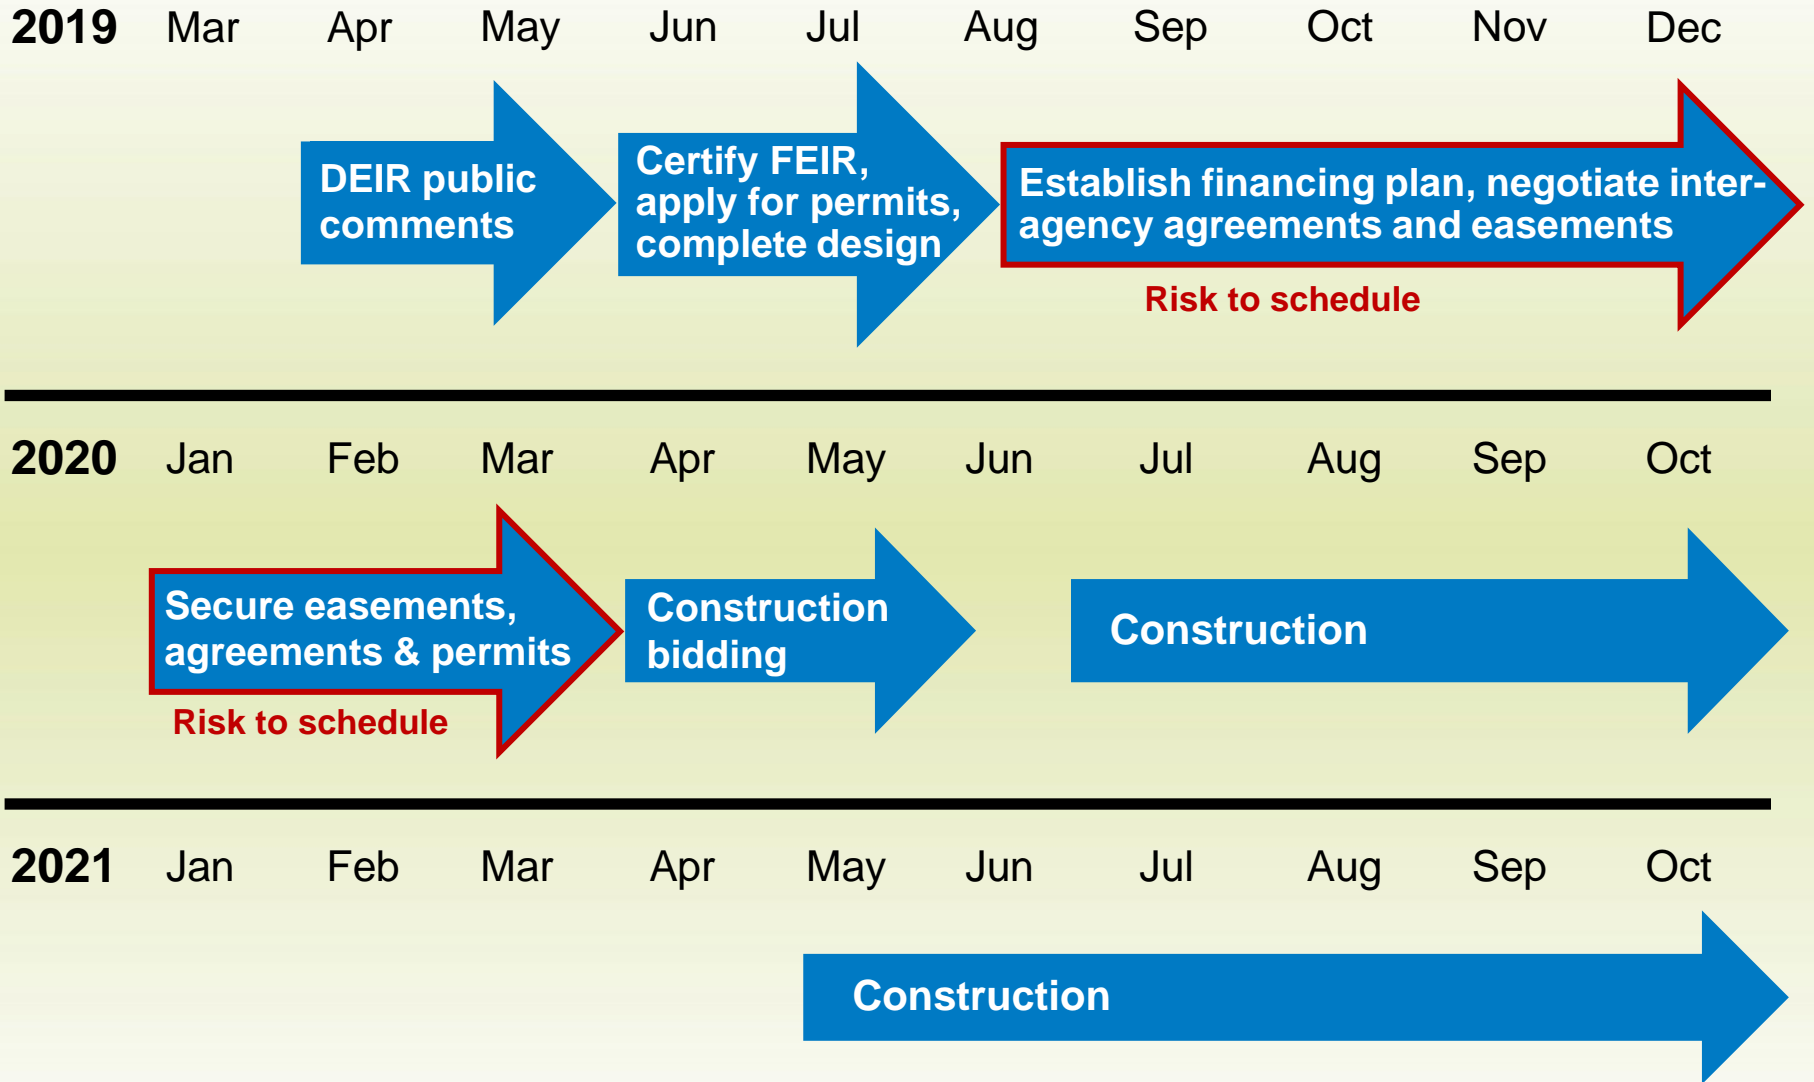 2019 Mar Apr May Jun Jul Aug Sep Oct Nov Dec
DEIR public
comments
Certify FEIR,
apply for permits,
complete design
Establish financing plan, negotiate inter-
agency agreements and easements
Risk to schedule
2020 Jan Feb Mar Apr May Jun Jul Aug Sep Oct
Secure easements,
agreements & permits
Risk to schedule
Construction
bidding
Construction
2021 Jan Feb Mar Apr May Jun Jul Aug Sep Oct
Construction